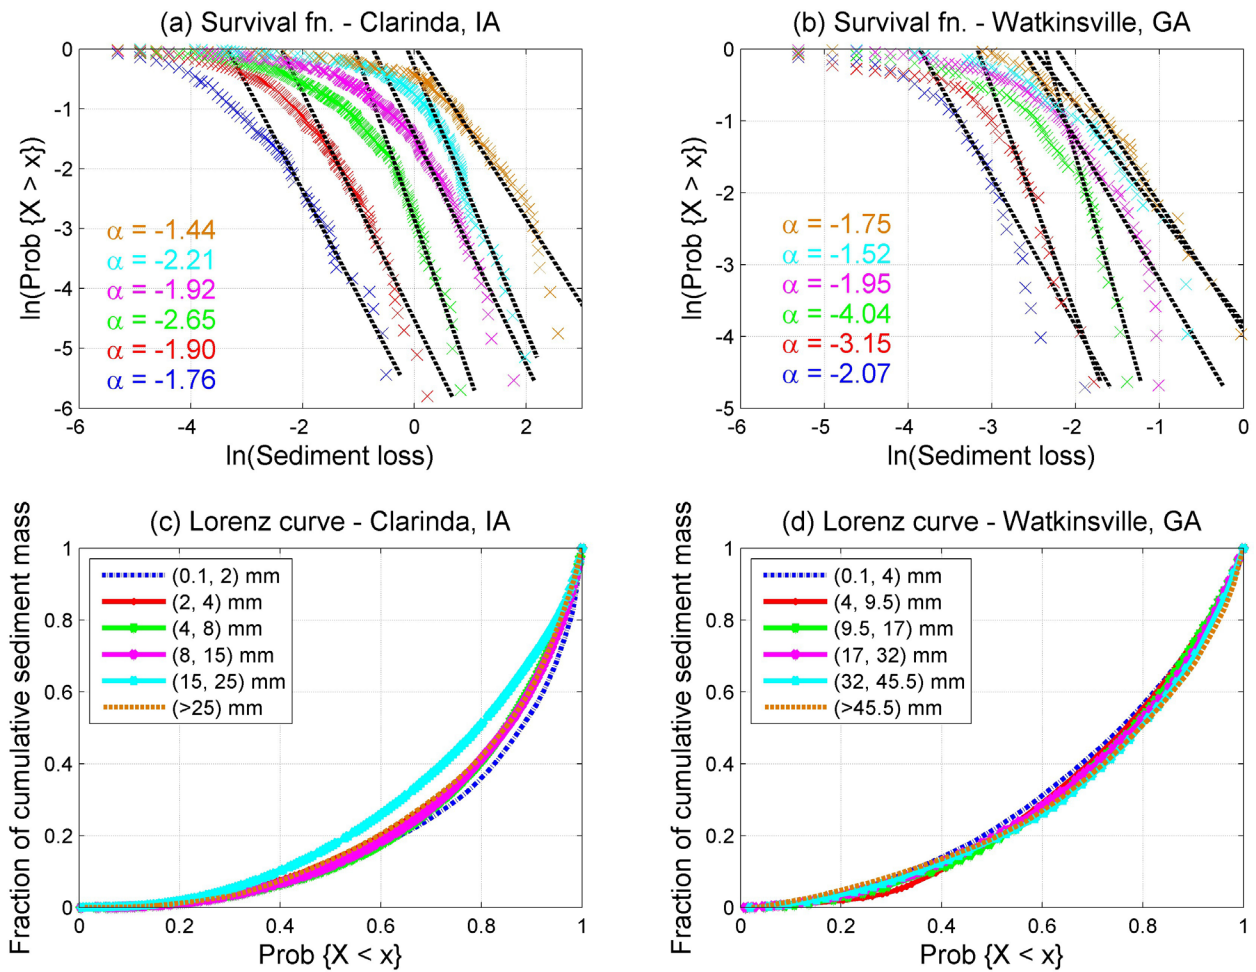 (a) Survival fn. - Clarinda, IA
ln(Prob {X > x})
0
-1
-2
-3
-4
-5
-6
α = -1.44
α = -2.21
α = -1.92
α = -2.65
α = -1.90
α = -1.76
-6 -4 -2 0 2
ln(Sediment loss)
(b) Survival fn. - Watkinsville, GA
ln(Prob {X > x})
0
-1
-2
-3
-4
-5
α = -1.75
α = -1.52
α = -1.95
α = -4.04
α = -3.15
α = -2.07
-6 -5 -4 -3 -2 -1 0
ln(Sediment loss)
(c) Lorenz curve - Clarinda, IA
Fraction of cumulative sediment mass
1
0.8
0.6
0.4
0.2
0
(0.1, 2) mm
(2, 4) mm
(4, 8) mm
(8, 15) mm
(15, 25) mm
(>25) mm
0 0.2 0.4 0.6 0.8 1
Prob {X < x}
(d) Lorenz curve - Watkinsville, GA
Fraction of cumulative sediment mass
1
0.8
0.6
0.4
0.2
0
(0.1, 4) mm
(4, 9.5) mm
(9.5, 17) mm
(17, 32) mm
(32, 45.5) mm
(>45.5) mm
0 0.2 0.4 0.6 0.8 1
Prob {X < x}